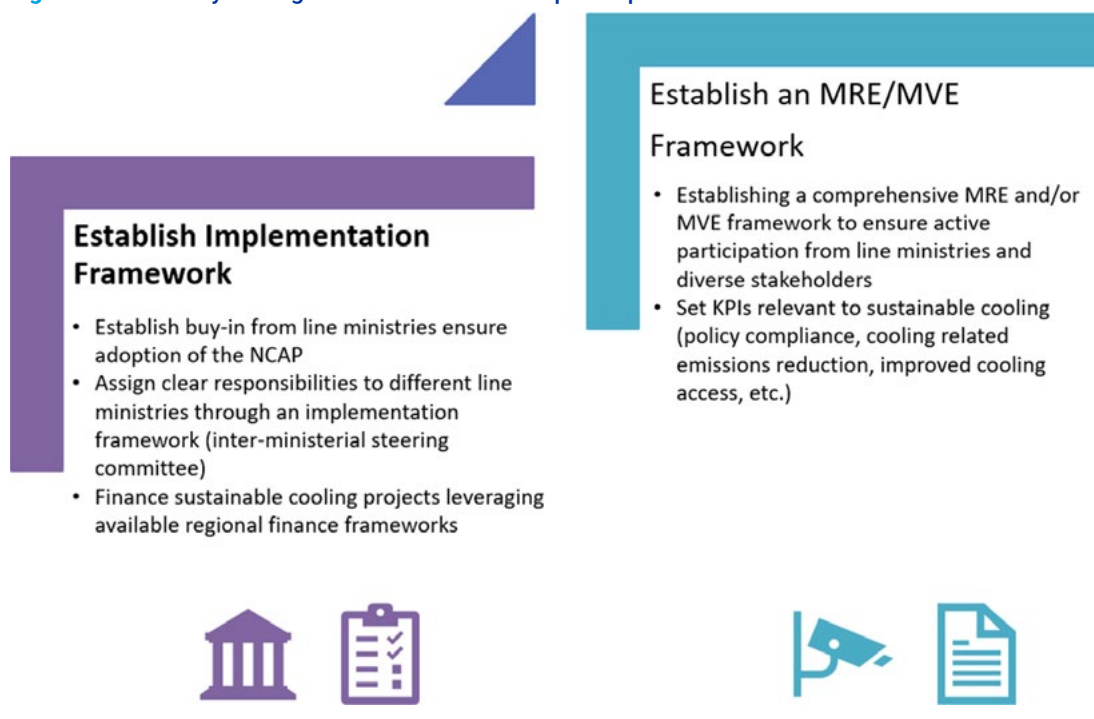 Establish Implementation
Framework
• Establish buy-in from line ministries ensure
adoption of the NCAP
• Assign clear responsibilities to different line
ministries through an implementation
framework (inter-ministerial steering
committee)
• Finance sustainable cooling projects leveraging
available regional finance frameworks
Establish an MRE/MVE
Framework
• Establishing a comprehensive MRE and/or
MVE framework to ensure active
participation from line ministries and
diverse stakeholders
• Set KPIs relevant to sustainable cooling
(policy compliance, cooling related
emissions reduction, improved cooling
access, etc.)